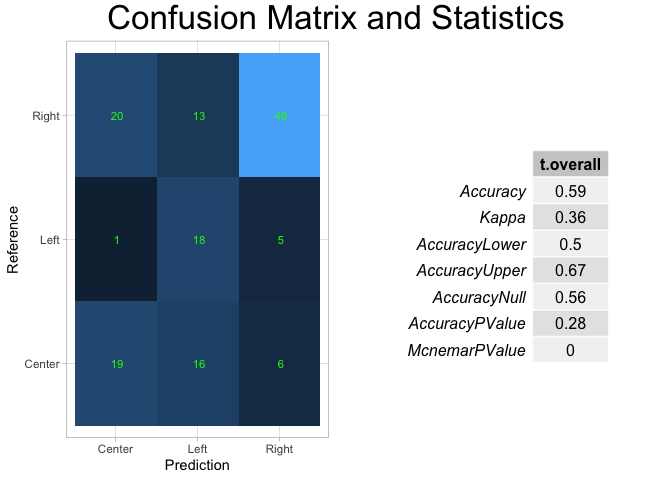 Confusion Matrix and Statistics
Reference
Right
20 13 49
Left
1 18 5
Center
19 16 6
Center Left Right
Prediction
t.overall
Accuracy 0.59
Kappa 0.36
AccuracyLower 0.5
AccuracyUpper 0.67
AccuracyNull 0.56
AccuracyPValue 0.28
McnemarPValue 0